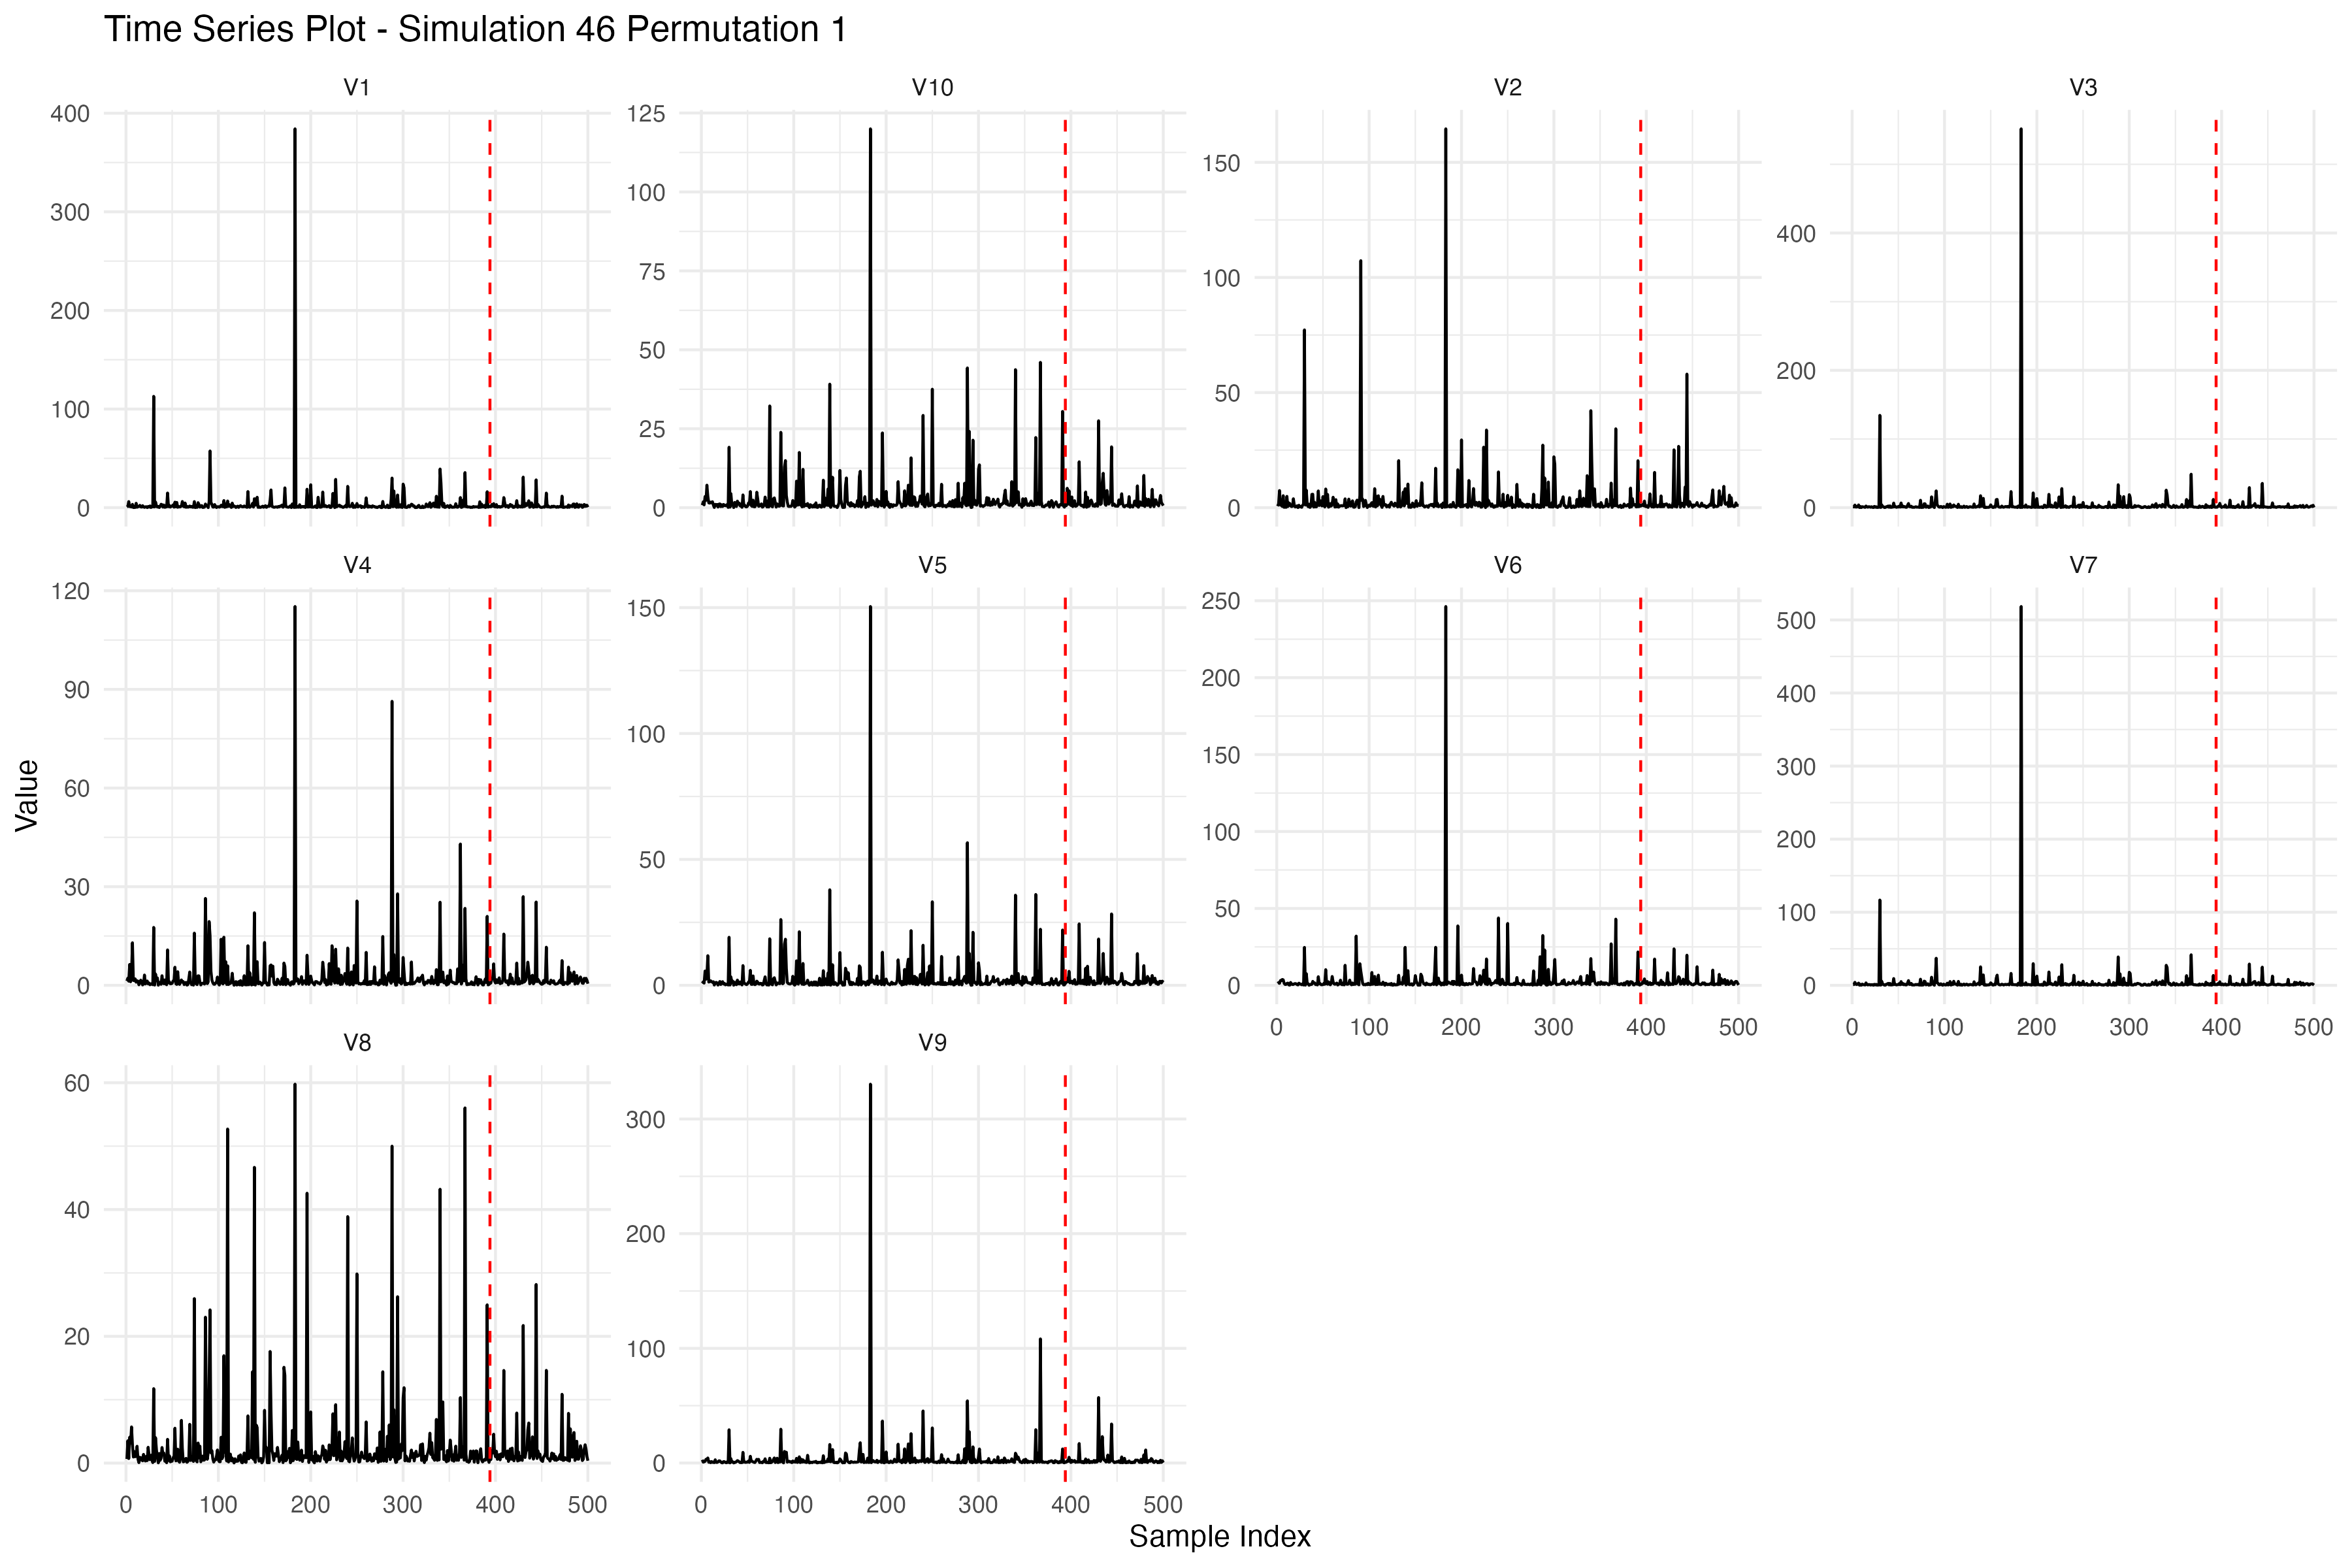 Time Series Plot - Simulation 46 Permutation 1
V1 V10 V2 V3
400 125 150 400
300 100 100 200
200 75 50 0
100 50 0
0 25
0
V4 V5 V6 V7
120 150 250 500
90 100 200 400
60 50 150 300
30 0 100 200
0 50 100
0 0
0 100 200 300 400 500 0 100 200 300 400 500
V8 V9
60 300
40 200
20 100
0 0
0 100 200 300 400 500 0 100 200 300 400 500
Value
Sample Index